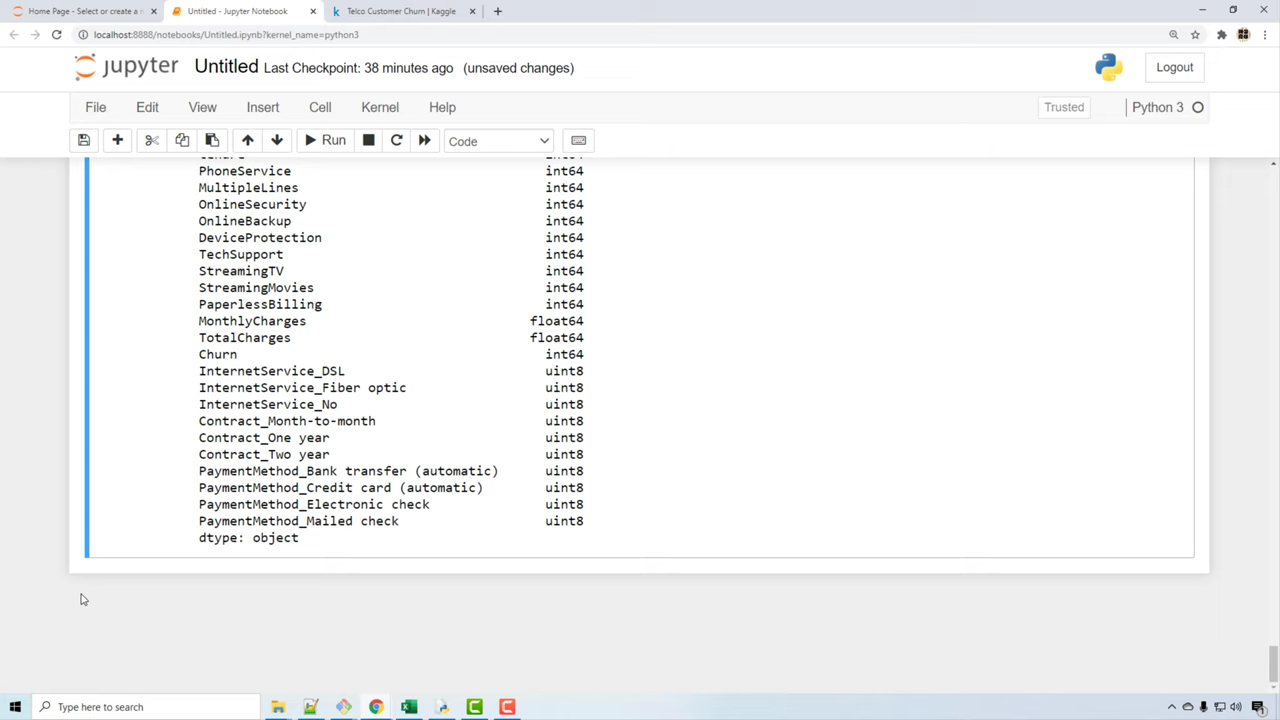 Home Page - Select or create a n
Untitled - Jupyter Notebook
Telco Customer Churn | Kaggle
localhost:8888/notebooks/Untitled.ipynb?kernel_name=python3
jupyter Untitled Last Checkpoint: 38 minutes ago (unsaved changes)
Logout
File Edit View Insert Cell Kernel Help
Trusted
Python 3
Run
Code
PhoneService int64
MultipleLines int64
OnlineSecurity int64
OnlineBackup int64
DeviceProtection int64
TechSupport int64
StreamingTV int64
StreamingMovies int64
PaperlessBilling int64
MonthlyCharges float64
TotalCharges float64
Churn int64
InternetService_DSL uint8
InternetService_Fiber optic uint8
InternetService_No uint8
Contract_Month-to-month uint8
Contract_One year uint8
Contract_Two year uint8
PaymentMethod_Bank transfer (automatic) uint8
PaymentMethod_Credit card (automatic) uint8
PaymentMethod_Electronic check uint8
PaymentMethod_Mailed check uint8
dtype: object
Type here to search